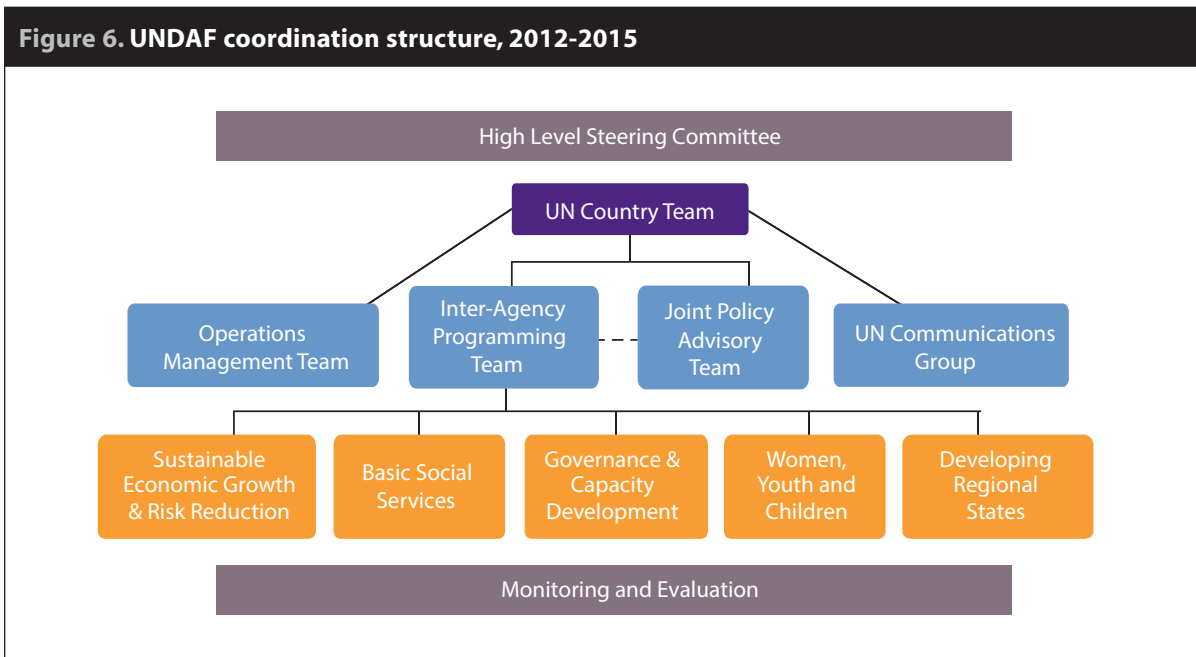 Figure 6. UNDAF coordination structure, 2012-2015
High Level Steering Committee
UN Country Team
Operations
Management Team
Inter-Agency
Programming
Team
Joint Policy
Advisory
Team
UN Communications
Group
Sustainable
Economic Growth
& Risk Reduction
Basic Social
Services
Governance &
Capacity
Development
Women,
Youth and
Children
Developing
Regional
States
Monitoring and Evaluation